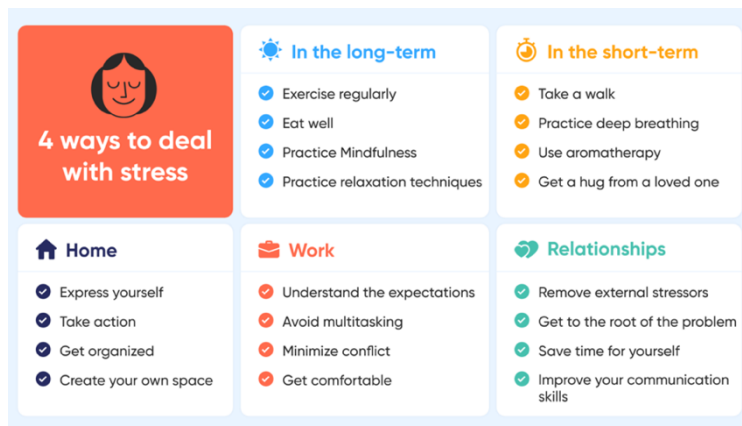 4 ways to deal
with stress
In the long-term
Exercise regularly
Eat well
Practice Mindfulness
Practice relaxation techniques
In the short-term
Take a walk
Practice deep breathing
Use aromatherapy
Get a hug from a loved one
Home
Express yourself
Take action
Get organized
Create your own space
Work
Understand the expectations
Avoid multitasking
Minimize conflict
Get comfortable
Relationships
Remove external stressors
Get to the root of the problem
Save time for yourself
Improve your communication
skills